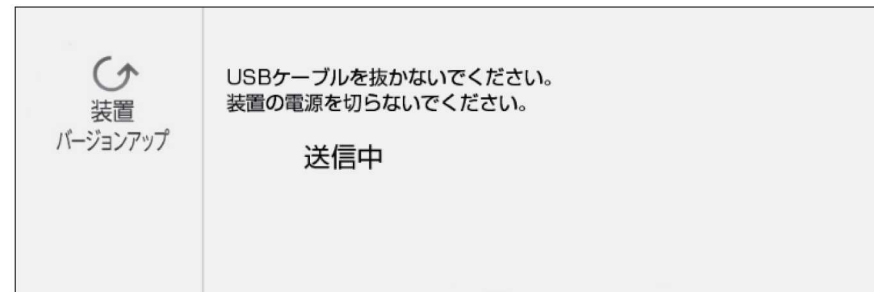 装置
バージョンアップ
USBケーブルを抜かないでください。
装置の電源を切らないでください。
送信中